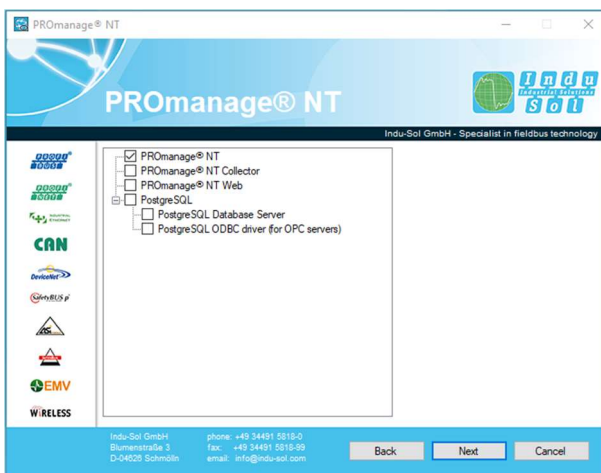 PROmanage® NT
PROmanage® NT
Indu
Industrial Solutions
Sol
Indu-Sol GmbH - Specialist in fieldbus technology
PROmanage® NT
PROmanage® NT Collector
PROmanage® NT Web
PostgreSQL
PostgreSQL Database Server
PostgreSQL ODBC driver (for OPC servers)
CAN
DeviceNet
SafetyBUS p
EMV
WiRELESS
Indu-Sol GmbH phone: +49 34491 5818-0
Blumenstraße 3 fax: +49 34491 5818-99
D-04626 Schmölln email: info@indu-sol.com
Back Next Cancel